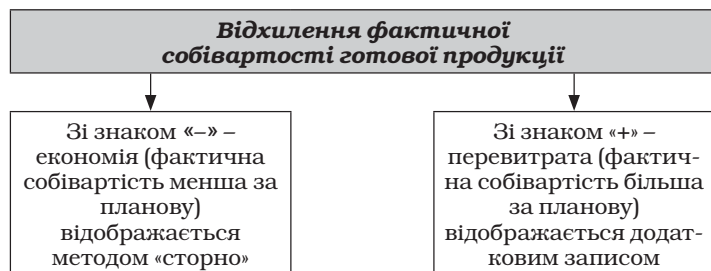 Відхилення фактичної
собівартості готової продукції
Зі знаком «–» –
економія (фактична
собівартість менша за
планову)
відображається
методом «сторно»
Зі знаком «+» –
перевитрата (фактич-
на собівартість більша
за планову)
відображається додат-
ковим записом